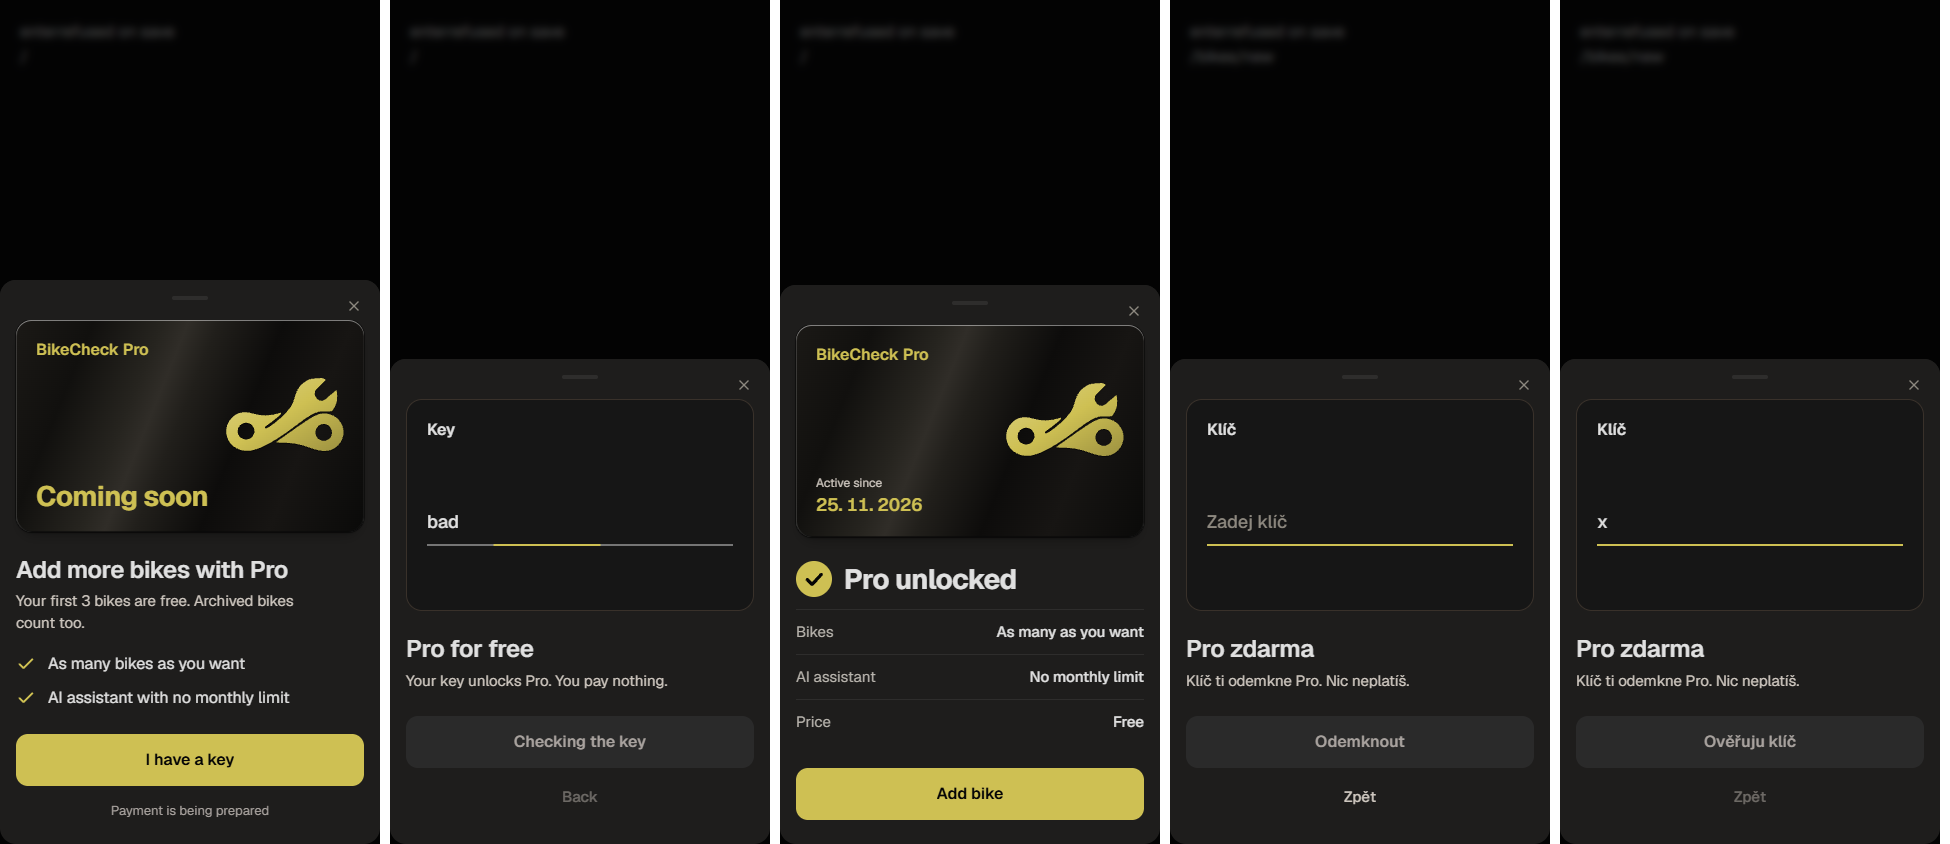 BikeCheck Pro
Coming soon
Add more bikes with Pro
Your first 3 bikes are free. Archived bikes
count too.
As many bikes as you want
AI assistant with no monthly limit
I have a key
Payment is being prepared
Key
bad
Pro for free
Your key unlocks Pro. You pay nothing.
Checking the key
Back
BikeCheck Pro
Active since
25. 11. 2026
Pro unlocked
Bikes As many as you want
AI assistant No monthly limit
Price Free
Add bike
Klíč
Zadej klíč
Pro zdarma
Klíč ti odemkne Pro. Nic neplatíš.
Odemknout
Zpět
Klíč
x
Pro zdarma
Klíč ti odemkne Pro. Nic neplatíš.
Ověřuju klíč
Zpět